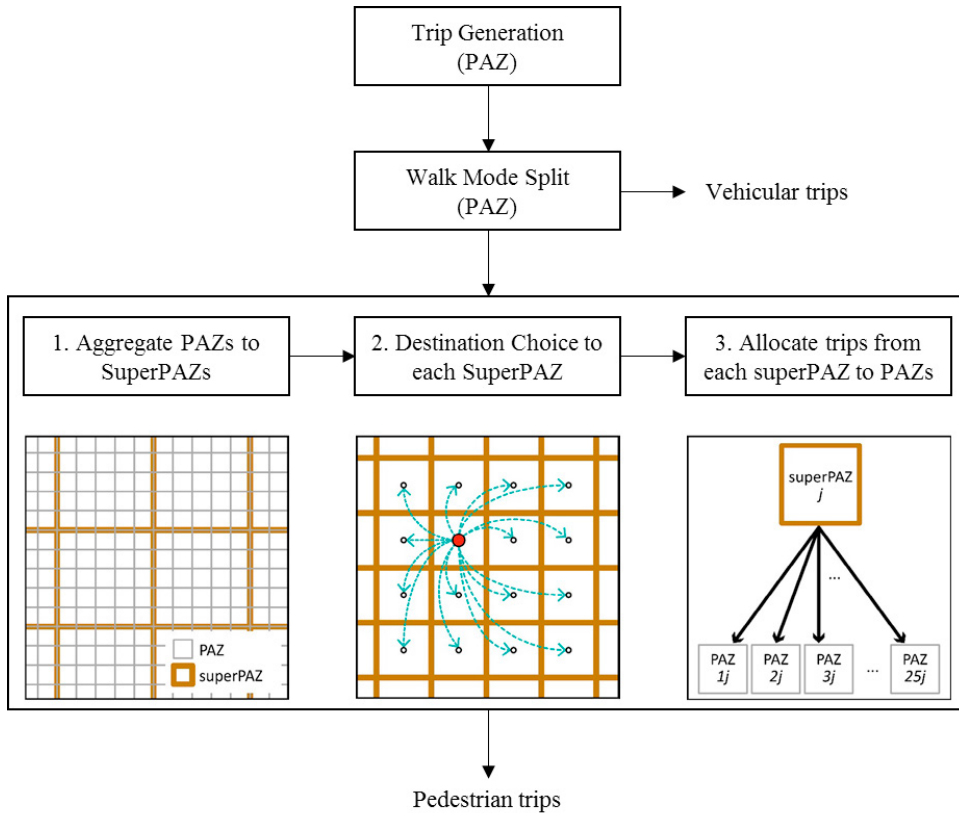 Trip Generation
(PAZ)
Walk Mode Split
(PAZ)
Vehicular trips
1. Aggregate PAZs to
SuperPAZs
2. Destination Choice to
each SuperPAZ
3. Allocate trips from
each superPAZ to PAZs
PAZ
superPAZ
superPAZ
j
...
PAZ
1j
PAZ
2j
PAZ
3j
...
PAZ
25j
Pedestrian trips